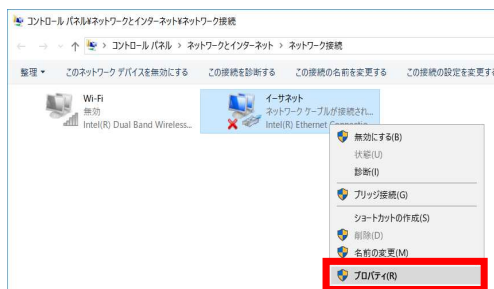 コントロール パネル¥ネットワークとインターネット¥ネットワーク接続
コントロール パネル › ネットワークとインターネット › ネットワーク接続
整理 ▾ このネットワーク デバイスを無効にする この接続を診断する この接続の名前を変更する この接続の設定を変更す
Wi-Fi
無効
Intel(R) Dual Band Wireless...
イーサネット
ネットワーク ケーブルが接続され...
Intel(R) Ethernet
無効にする(B)
状態(U)
診断(I)
ブリッジ接続(G)
ショートカットの作成(S)
削除(D)
名前の変更(M)
プロパティ(R)